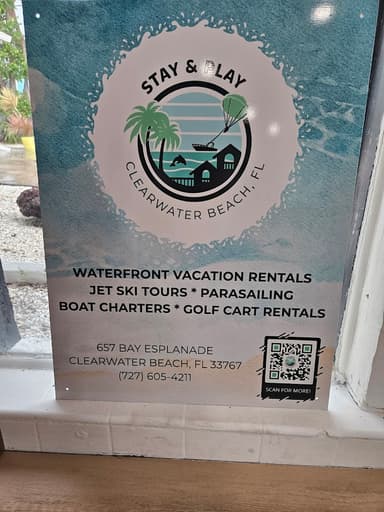 STAY & PLAY
CLEARWATER BEACH, FL
WATERFRONT VACATION RENTALS
JET SKI TOURS * PARASAILING
BOAT CHARTERS * GOLF CART RENTALS
657 BAY ESPLANADE
CLEARWATER BEACH, FL 33767
(727) 605-4211
SCAN FOR MORE!